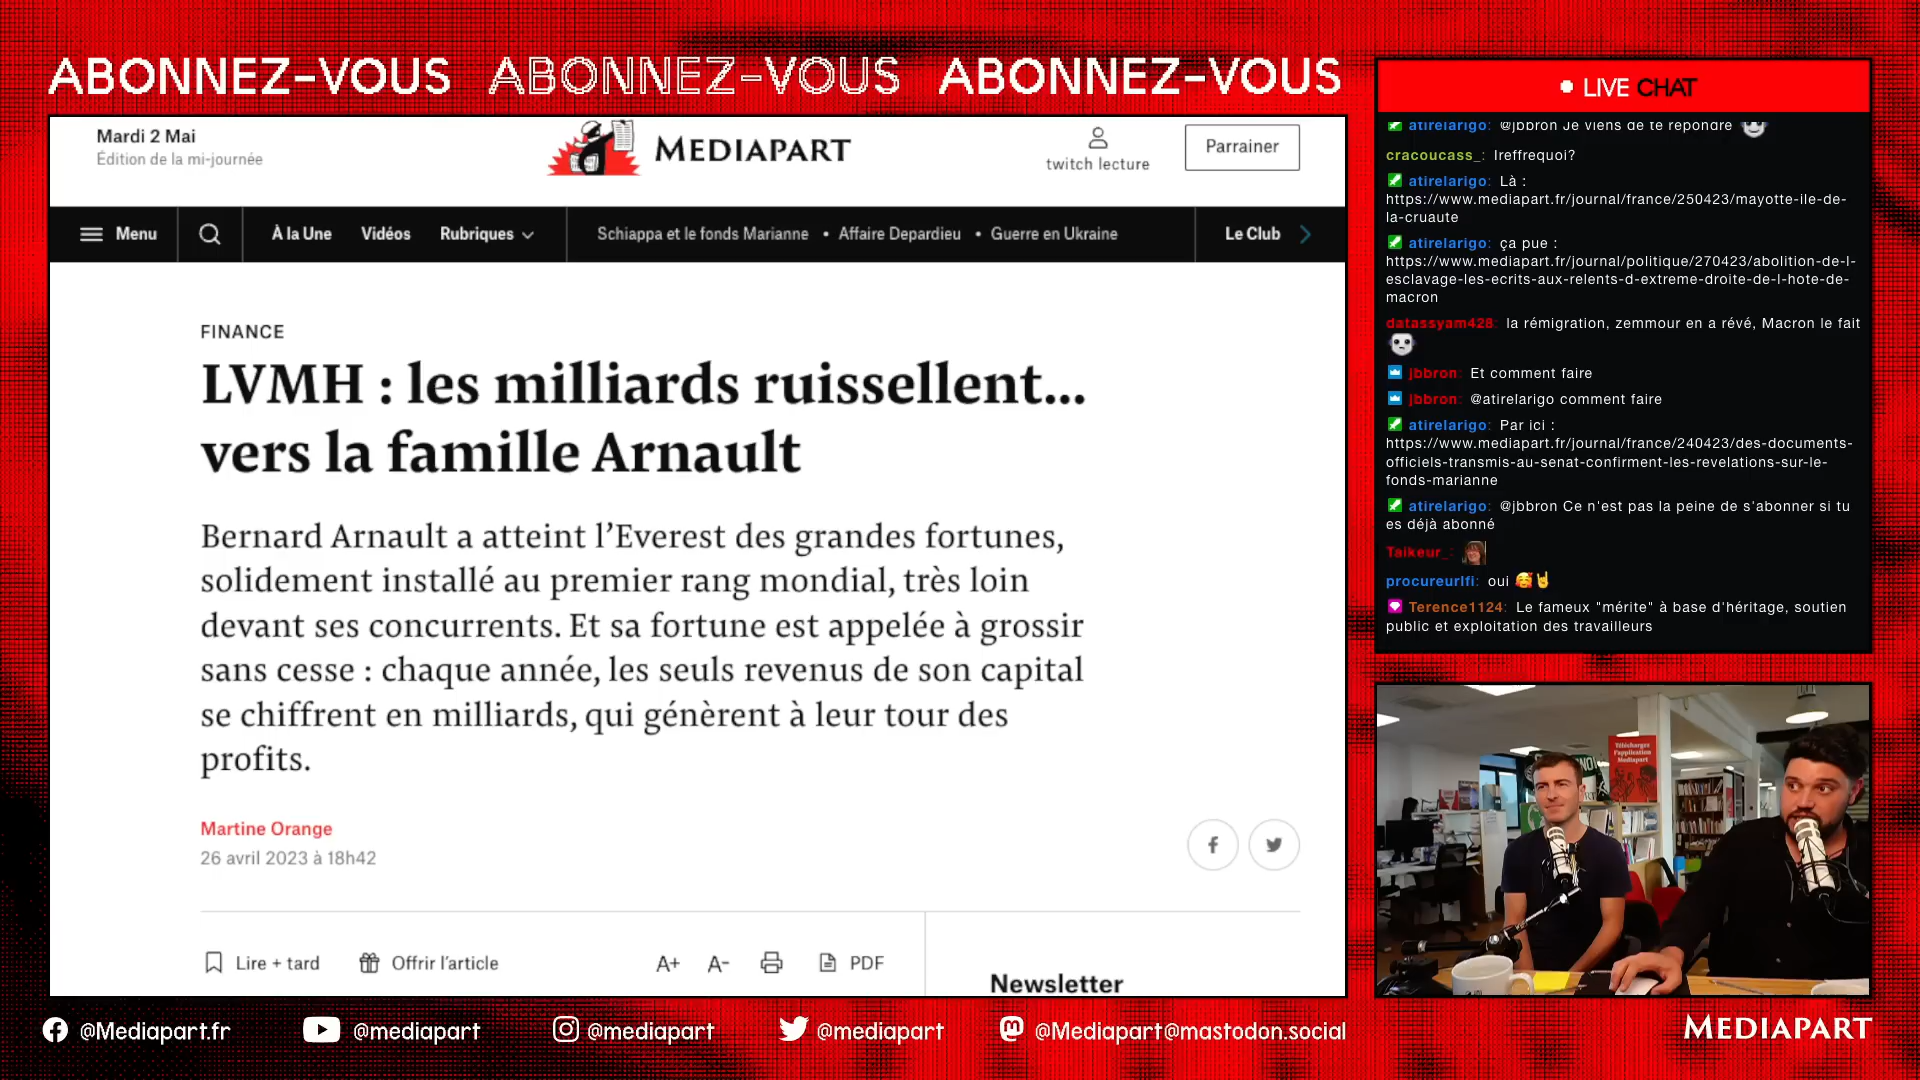 ABONNEZ-VOUS ABONNEZ-VOUS ABONNEZ-VOUS
Mardi 2 Mai
Édition de la mi-journée
MEDIAPART
twitch lecture
Parrainer
Menu
À la Une
Vidéos
Rubriques
Schiappa et le fonds Marianne • Affaire Depardieu • Guerre en Ukraine
Le Club
FINANCE
LVMH : les milliards ruissellent...
vers la famille Arnault
Bernard Arnault a atteint l’Everest des grandes fortunes,
solidement installé au premier rang mondial, très loin
devant ses concurrents. Et sa fortune est appelée à grossir
sans cesse : chaque année, les seuls revenus de son capital
se chiffrent en milliards, qui génèrent à leur tour des
profits.
Martine Orange
26 avril 2023 à 18h42
Lire + tard
Offrir l’article
A+
A-
PDF
Newsletter
LIVE CHAT
atirelarigo: @jbbron Je viens de te repondre
cracoucass_: Ireffrequoi?
atirelarigo: Là :
https://www.mediapart.fr/journal/france/250423/mayotte-ile-de-
la-cruaute
atirelarigo: ça pue :
https://www.mediapart.fr/journal/politique/270423/abolition-de-l-
esclavage-les-ecrits-aux-relents-d-extreme-droite-de-l-hote-de-
macron
datassyam428: la rémigration, zemmour en a révé, Macron le fait
jbbron: Et comment faire
jbbron: @atirelarigo comment faire
atirelarigo: Par ici :
https://www.mediapart.fr/journal/france/240423/des-documents-
officiels-transmis-au-senat-confirment-les-revelations-sur-le-
fonds-marianne
atirelarigo: @jbbron Ce n'est pas la peine de s'abonner si tu
es déjà abonné
Taikeur_:
procureurlfi: oui 🥰🤘
Terence1124: Le fameux "mérite" à base d'héritage, soutien
public et exploitation des travailleurs
Téléchargez
l'application
Mediapart
@Mediapart.fr
@mediapart
@mediapart
@mediapart
@Mediapart@mastodon.social
MEDIAPART